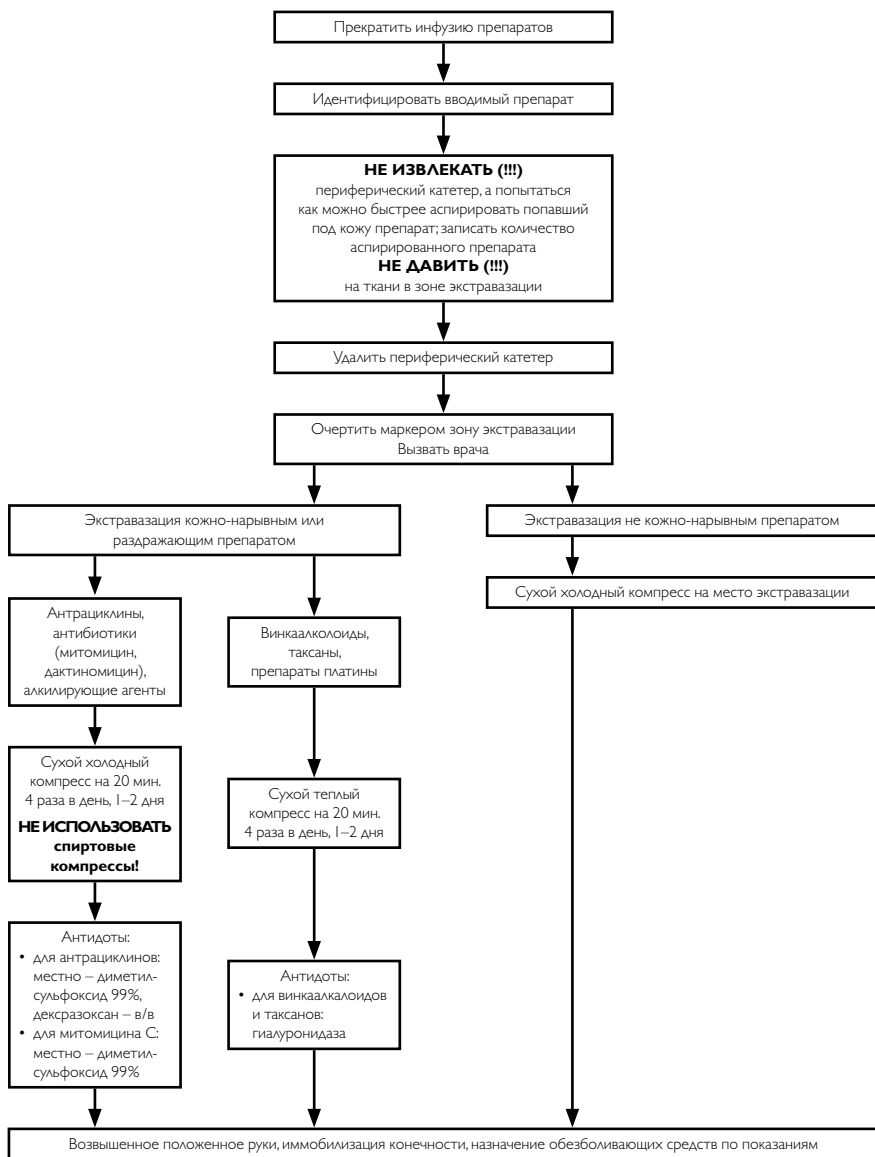 Прекратить инфузию препаратов
Идентифицировать вводимый препарат
НЕ ИЗВЛЕКАТЬ (!!!)
периферический катетер, а попытаться
как можно быстрее аспирировать попавший
под кожу препарат; записать количество
аспирированного препарата
НЕ ДАВИТЬ (!!!)
на ткани в зоне экстравазации
Удалить периферический катетер
Очертить маркером зону экстравазации
Вызвать врача
Экстравазация кожно-нарывным или
раздражающим препаратом
Антрациклины,
антибиотики
(митомицин,
дактиномицин),
алкилирующие агенты
Сухой холодный
компресс на 20 мин.
4 раза в день, 1–2 дня
НЕ ИСПОЛЬЗОВАТЬ
спиртовые
компрессы!
Антидоты:
• для антрациклинов:
местно – диметил-
сульфоксид 99%,
дексразоксан – в/в
• для митомицина С:
местно – диметил-
сульфоксид 99%
Винкаалколоиды,
таксаны,
препараты платины
Сухой теплый
компресс на 20 мин.
4 раза в день, 1–2 дня
Антидоты:
• для винкаалкалоидов
и таксанов:
гиалуронидаза
Экстравазация не кожно-нарывным препаратом
Сухой холодный компресс на место экстравазации
Возвышенное положенное руки, иммобилизация конечности, назначение обезболивающих средств по показаниям